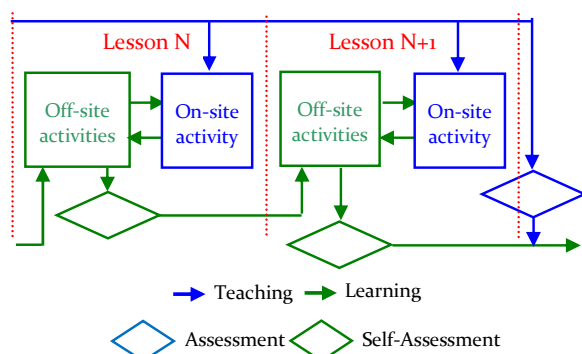 Lesson N
Lesson N+1
Off-site
activities
On-site
activity
Off-site
activities
On-site
activity
Teaching
Learning
Assessment
Self-Assessment